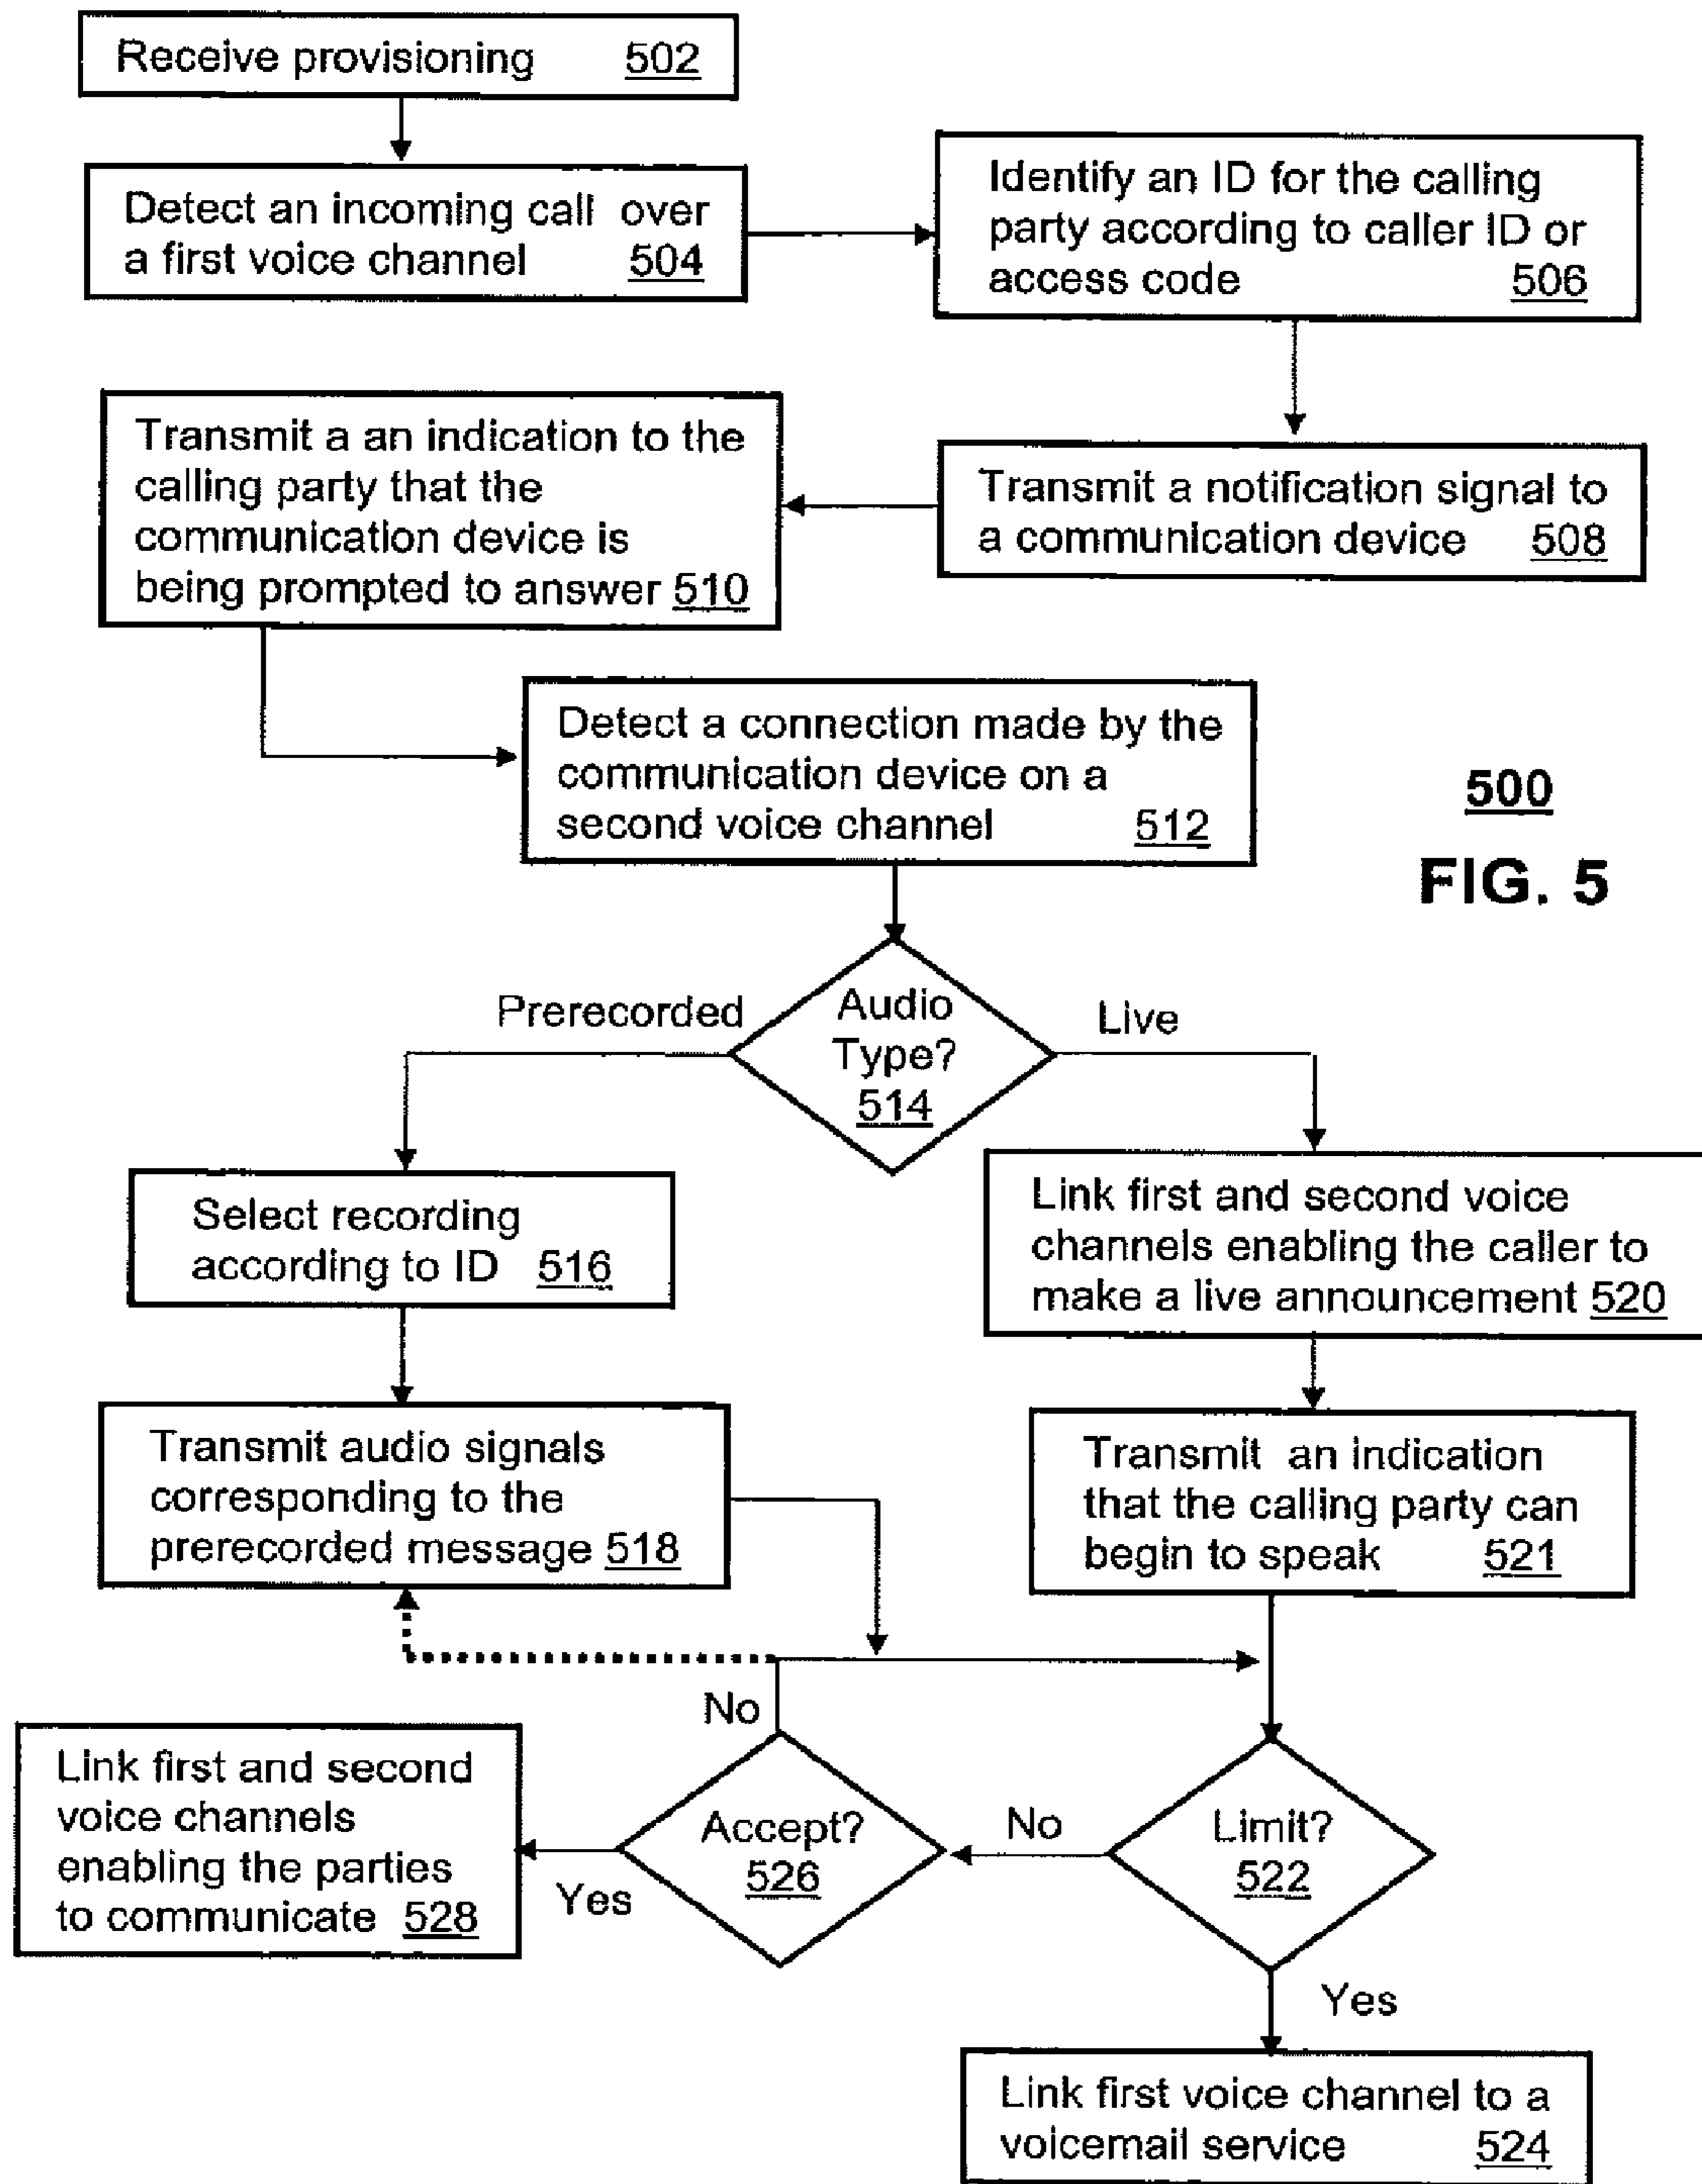 Receive provisioning 502
Detect an incoming call over
a first voice channel 504
Identify an ID for the calling
party according to caller ID or
access code 506
Transmit a an indication to the
calling party that the
communication device is
being prompted to answer 510
Transmit a notification signal to
a communication device 508
Detect a connection made by the
communication device on a
second voice channel 512
500
FIG. 5
Prerecorded
Audio
Type?
514
Live
Select recording
according to ID 516
Link first and second voice
channels enabling the caller to
make a live announcement 520
Transmit audio signals
corresponding to the
prerecorded message 518
Transmit an indication
that the calling party can
begin to speak 521
No
Link first and second
voice channels
enabling the parties
to communicate 528
Yes
Accept?
526
No
Limit?
522
Yes
Link first voice channel to a
voicemail service 524